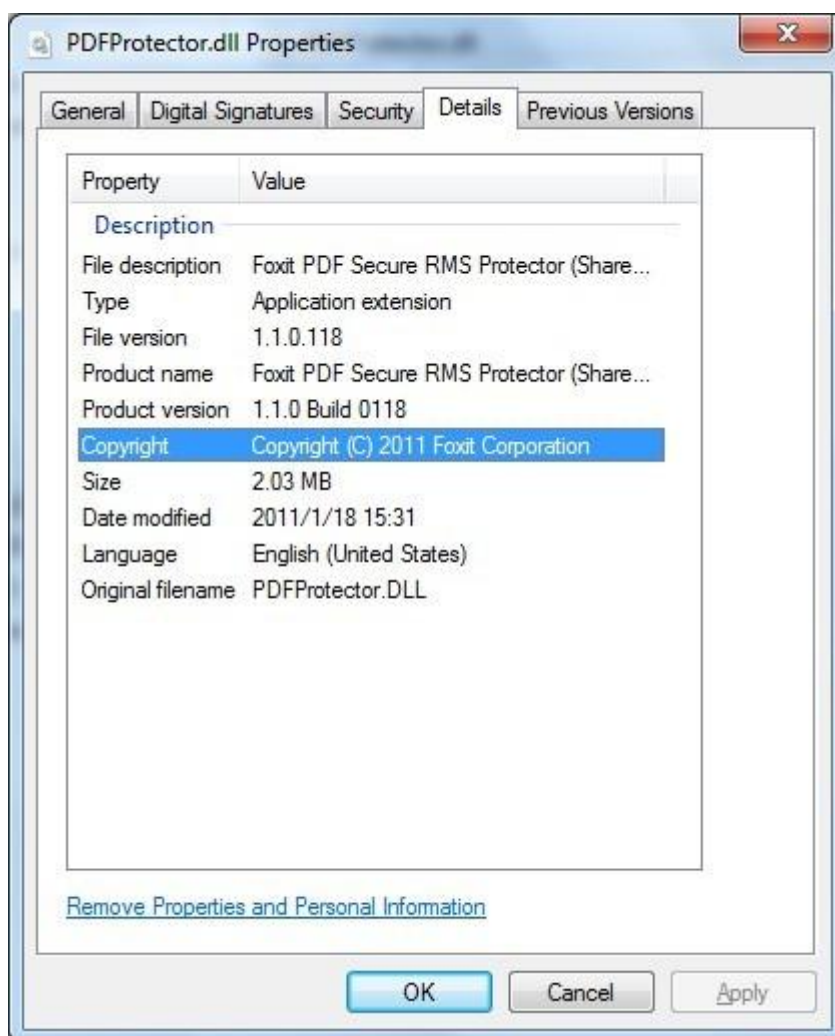 PDFProtector.dll Properties
General Digital Signatures Security Details Previous Versions
Property Value
Description
File description Foxit PDF Secure RMS Protector (Share...
Type Application extension
File version 1.1.0.118
Product name Foxit PDF Secure RMS Protector (Share...
Product version 1.1.0 Build 0118
Copyright Copyright (C) 2011 Foxit Corporation
Size 2.03 MB
Date modified 2011/1/18 15:31
Language English (United States)
Original filename PDFProtector.DLL
Remove Properties and Personal Information
OK Cancel Apply